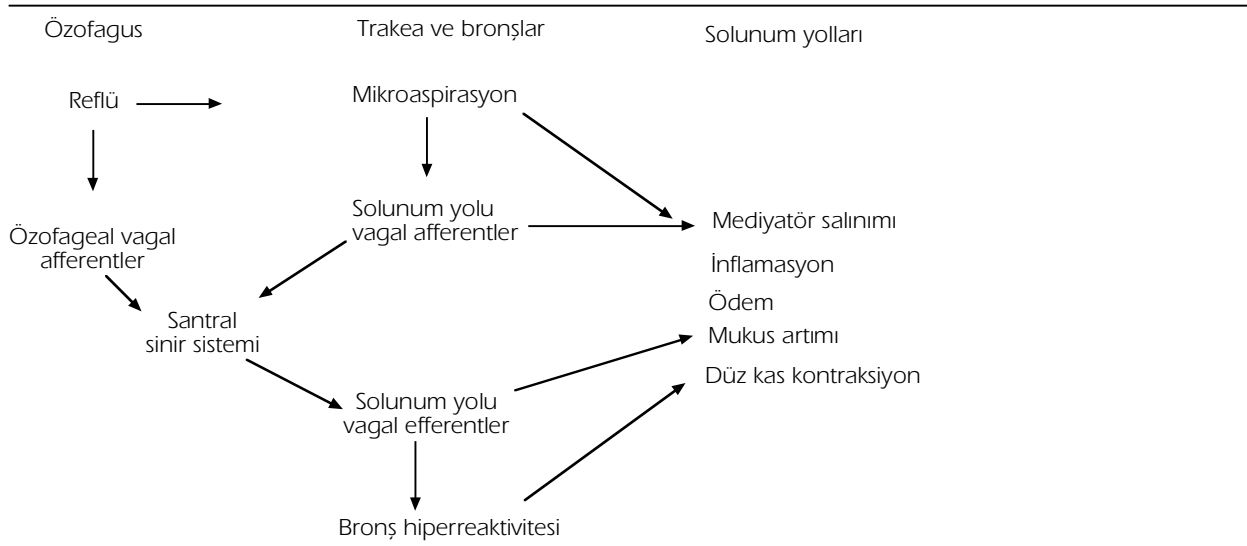 Özofagus
Trakea ve bronşlar
Solunum yolları
Reflü
Mikroaspirasyon
Solunum yolu
vagal afferentler
Mediyatör salınımı
Özofageal vagal
afferentler
İnflamasyon
Ödem
Santral
sinir sistemi
Mukus artımı
Düz kas kontraksiyon
Solunum yolu
vagal efferentler
Bronş hiperreaktivitesi